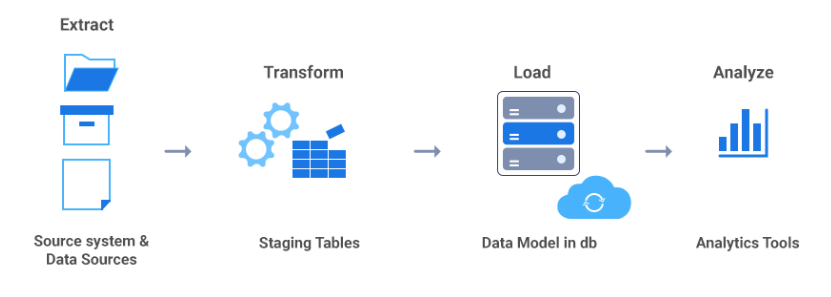 Extract
Transform
Load
Analyze
Source system &
Data Sources
Staging Tables
Data Model in db
Analytics Tools